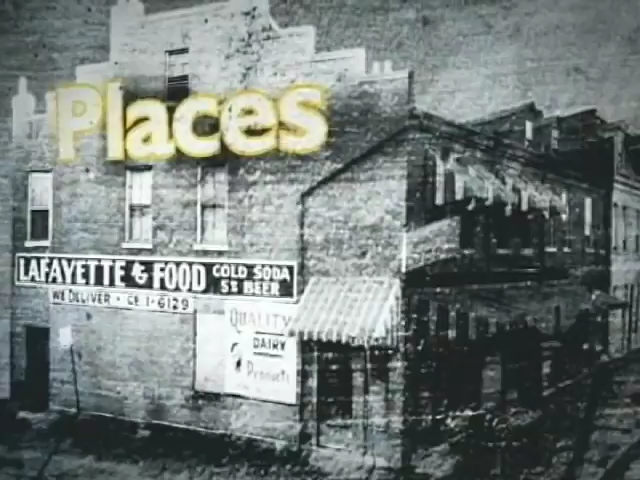 Places
LAFAYETTE & FOOD
COLD SODA
5% BEER
WE DELIVER • CE. 1-6129
QUALITY
DAIRY
Products